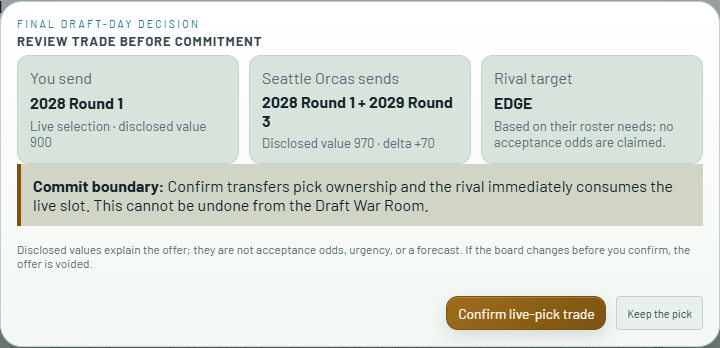 FINAL DRAFT-DAY DECISION
REVIEW TRADE BEFORE COMMITMENT
You send
2028 Round 1
Live selection · disclosed value
900
Seattle Orcas sends
2028 Round 1 + 2029 Round
3
Disclosed value 970 · delta +70
Rival target
EDGE
Based on their roster needs; no
acceptance odds are claimed.
Commit boundary: Confirm transfers pick ownership and the rival immediately consumes the
live slot. This cannot be undone from the Draft War Room.
Disclosed values explain the offer; they are not acceptance odds, urgency, or a forecast. If the board changes before you confirm, the
offer is voided.
Confirm live-pick trade
Keep the pick